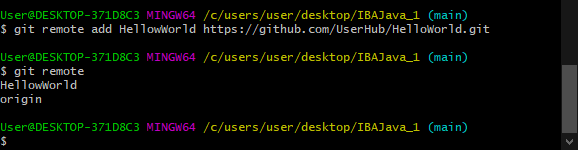 User@DESKTOP-371D8C3 MINGW64 /c/users/user/desktop/IBAJava_1 (main)
$ git remote add HellowWorld https://github.com/UserHub/HelloWorld.git
User@DESKTOP-371D8C3 MINGW64 /c/users/user/desktop/IBAJava_1 (main)
$ git remote
HellowWorld
origin
User@DESKTOP-371D8C3 MINGW64 /c/users/user/desktop/IBAJava_1 (main)
$